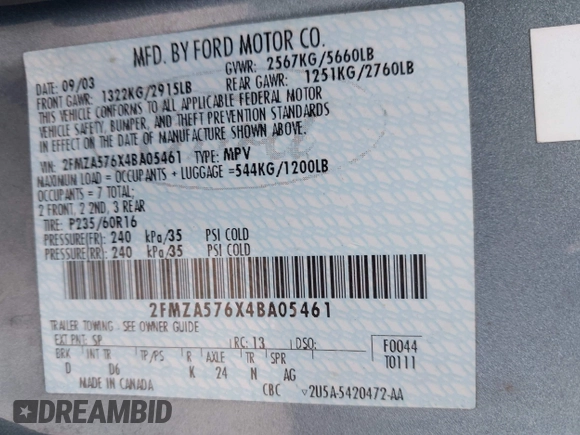 MFD. BY FORD MOTOR CO.
DATE: 09/03
GVWR: 2567KG/5660LB
FRONT GAWR: 1322KG/2915LB
REAR GAWR: 1251KG/2760LB
THIS VEHICLE CONFORMS TO ALL APPLICABLE FEDERAL MOTOR
VEHICLE SAFETY, BUMPER, AND THEFT PREVENTION STANDARDS
IN EFFECT ON THE DATE OF MANUFACTURE SHOWN ABOVE.
VIN: 2FMZA576X4BA05461 TYPE: MPV
MAXIMUM LOAD = OCCUPANTS + LUGGAGE =544KG/1200LB
OCCUPANTS = 7 TOTAL:
2 FRONT, 2 2ND, 3 REAR
TIRE: P235/60R16
PRESSURE(FR): 240 kPa/35 PSI COLD
PRESSURE(RR): 240 kPa/35 PSI COLD
2FMZA576X4BA05461
TRAILER TOWING - SEE OWNER GUIDE
EXT PNT: SP RC: 13 DSO: F0044
BRK INT TR TP/PS R AXLE TR SPR T0111
D D6 K 24 N AG
MADE IN CANADA CBC 2U5A-5420472-AA
DREAMBID